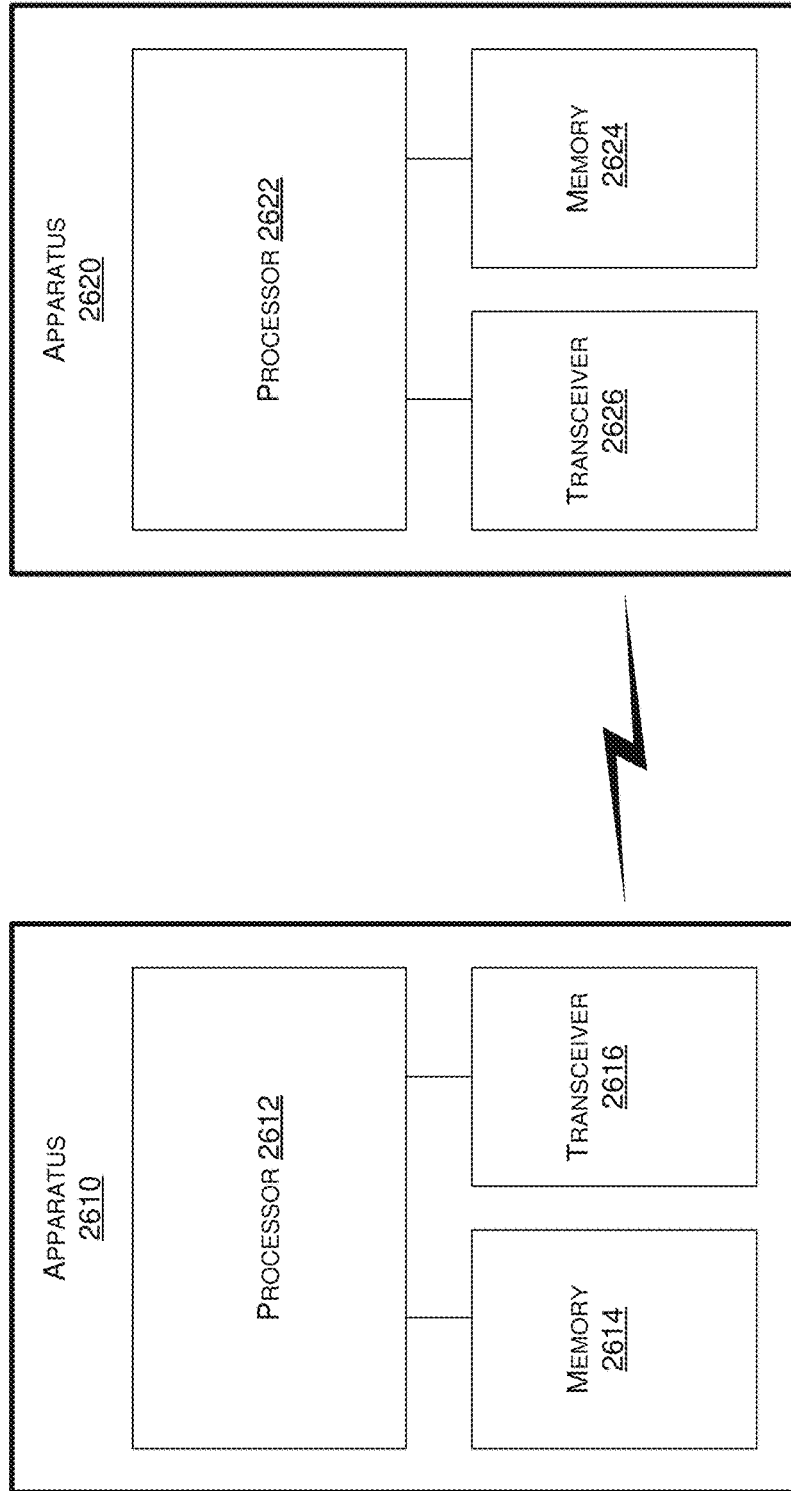 APPARATUS
2610
PROCESSOR 2612
MEMORY
2614
TRANSCEIVER
2616
APPARATUS
2620
PROCESSOR 2622
TRANSCEIVER
2626
MEMORY
2624